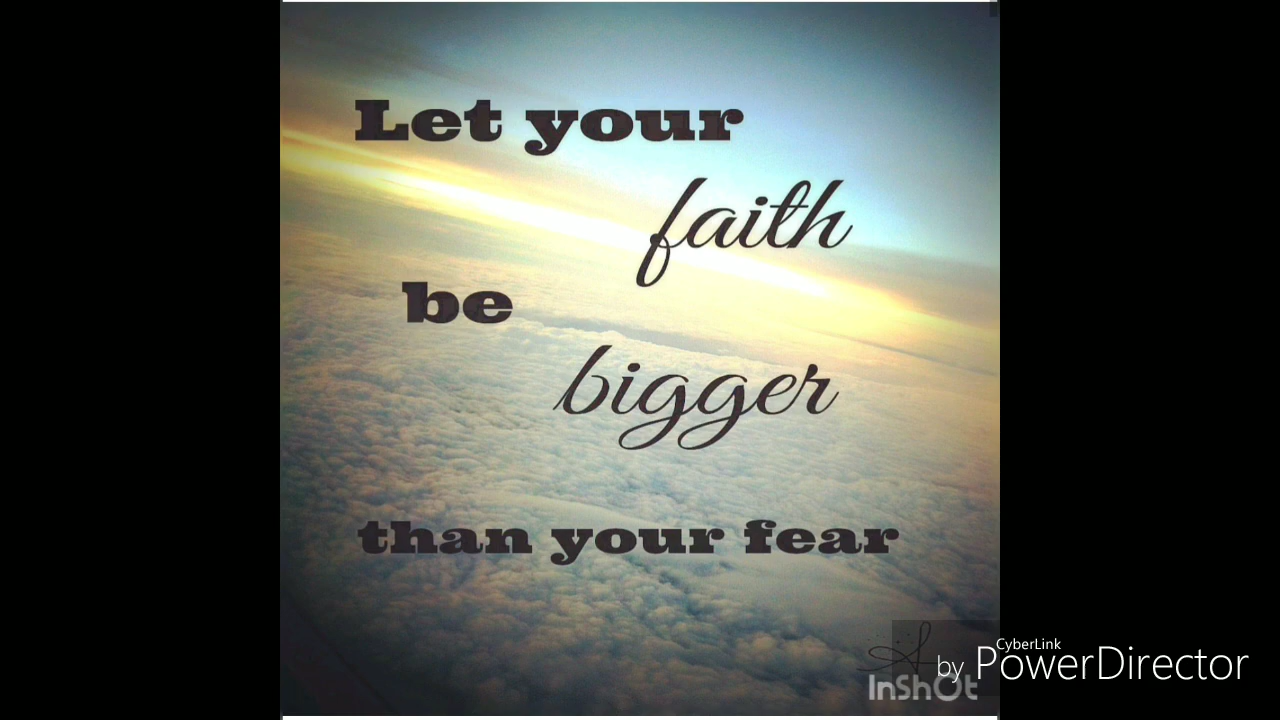 Let your
faith
be
bigger
than your fear
CyberLink
by PowerDirector
InShOt